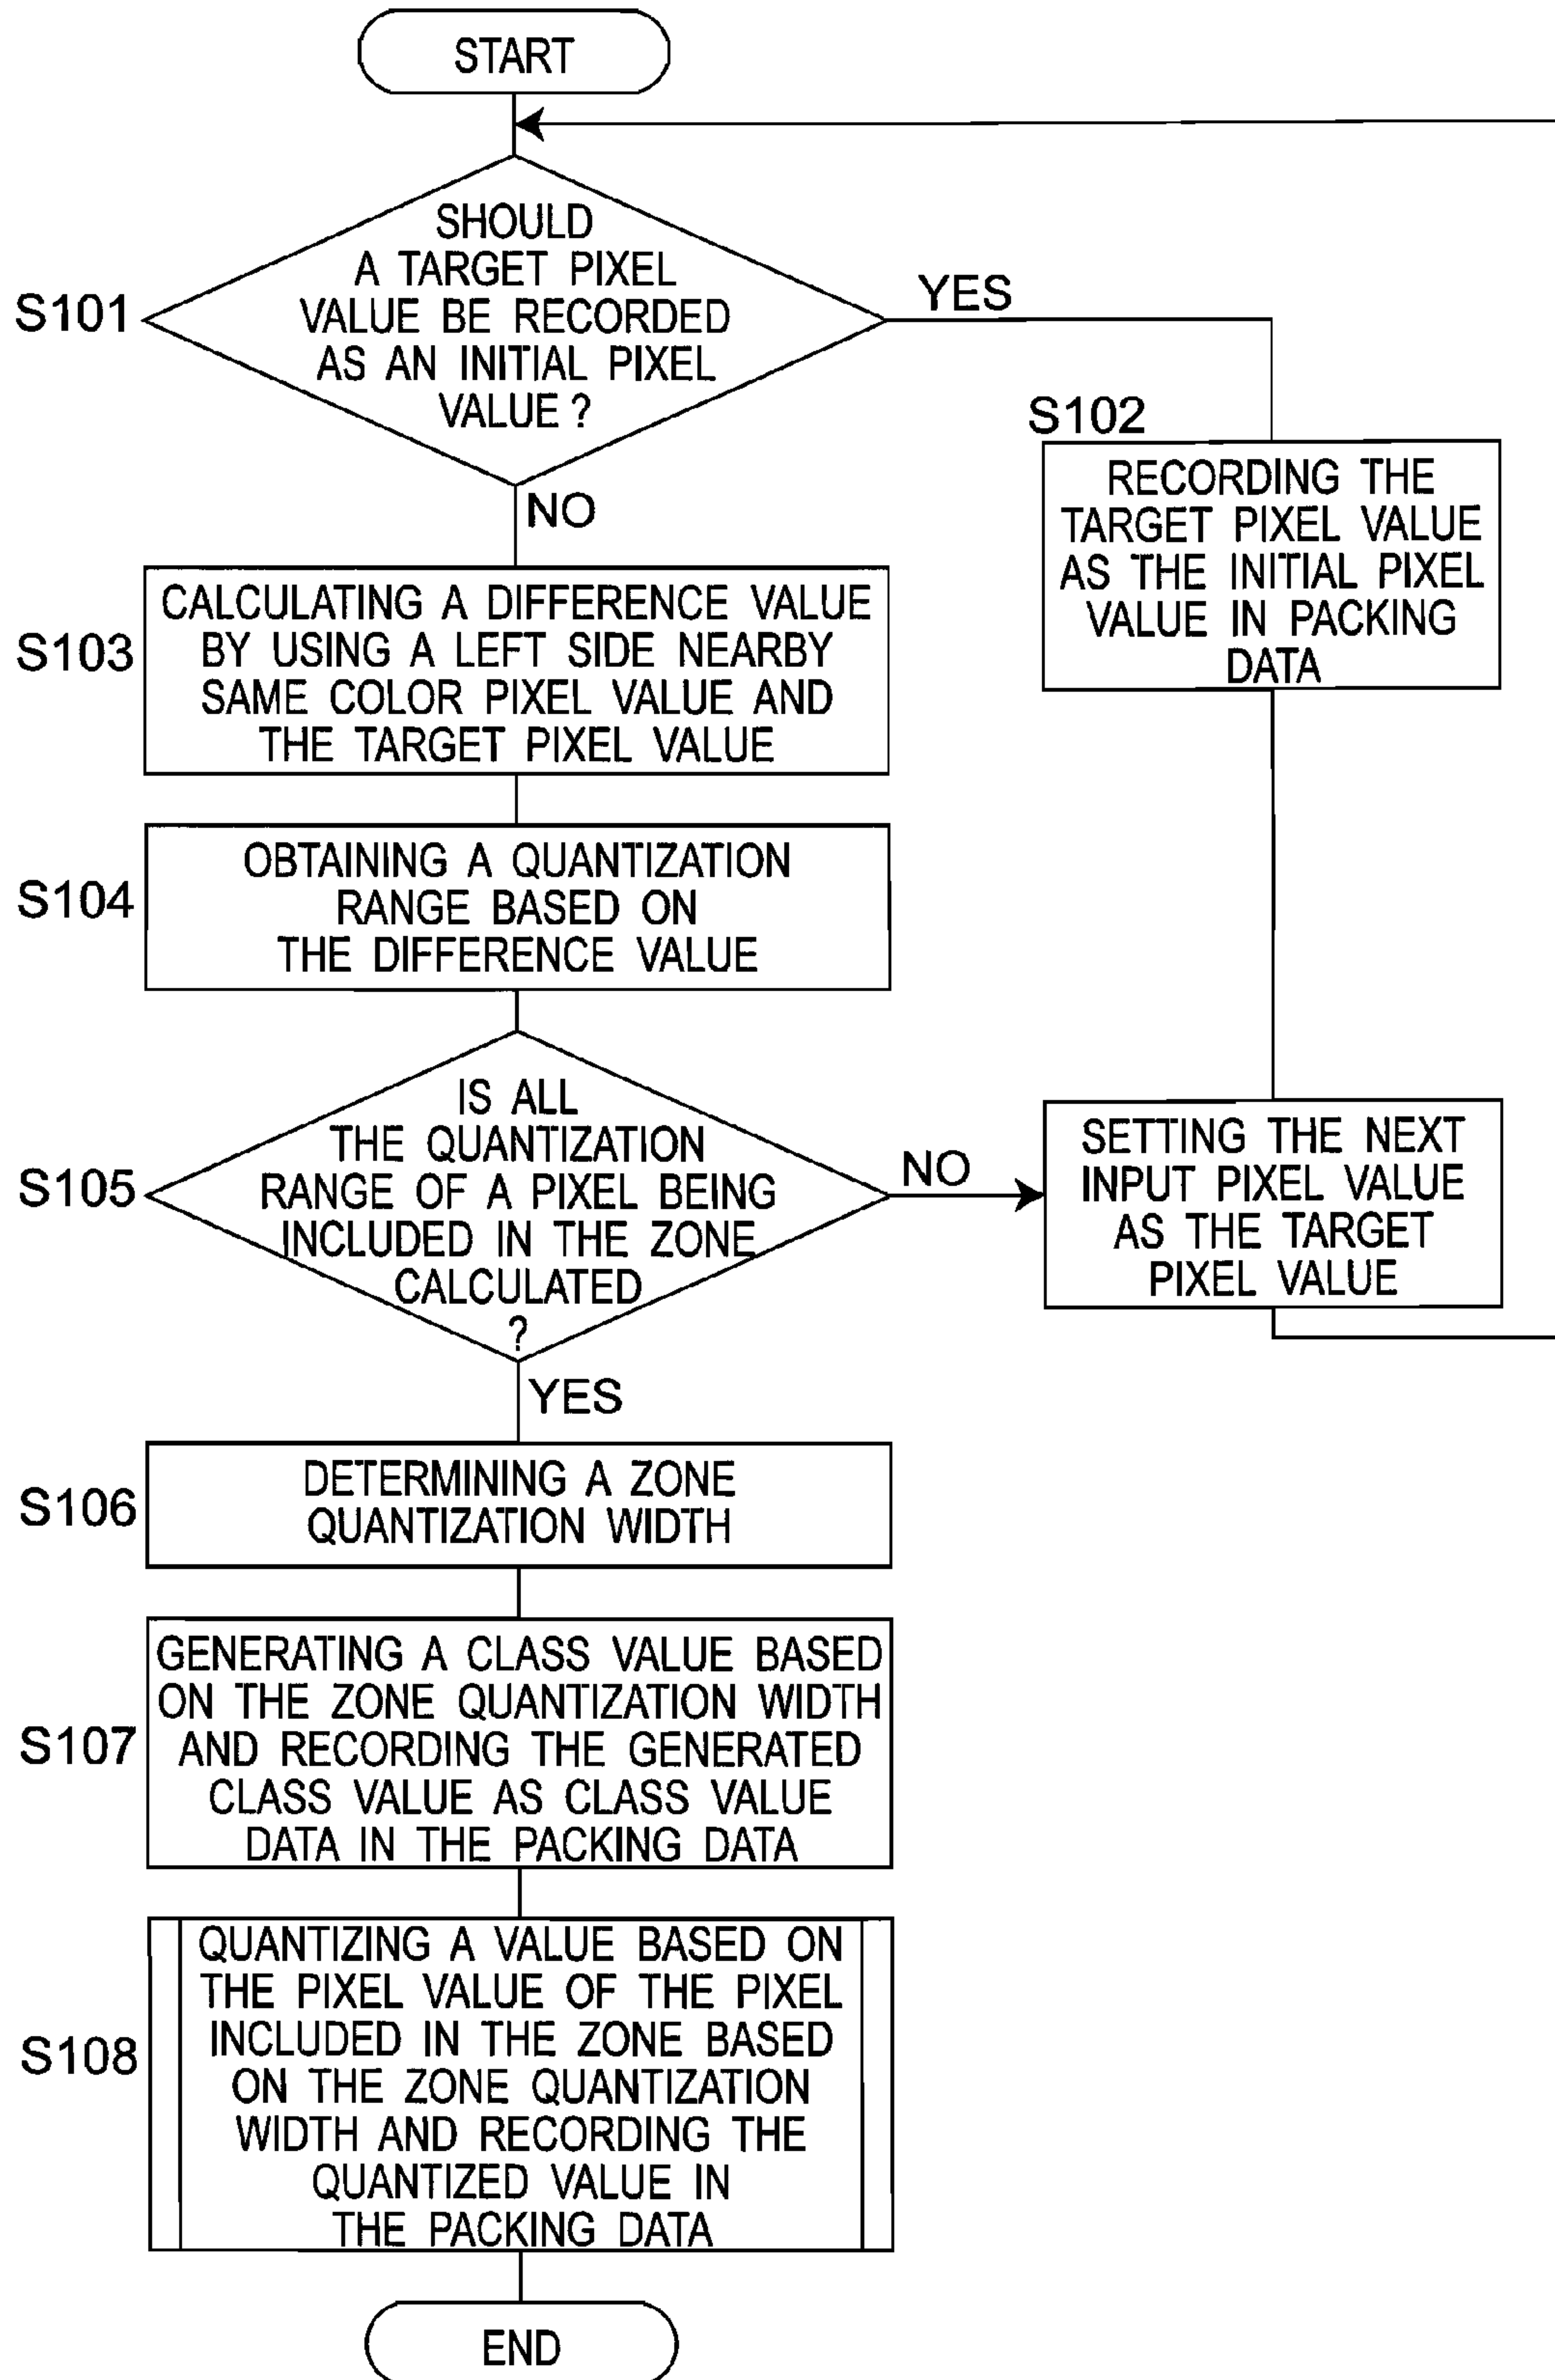 START
SHOULD
A TARGET PIXEL
VALUE BE RECORDED
AS AN INITIAL PIXEL
VALUE ?
S101
YES
NO
S102
RECORDING THE
TARGET PIXEL VALUE
AS THE INITIAL PIXEL
VALUE IN PACKING
DATA
S103
CALCULATING A DIFFERENCE VALUE
BY USING A LEFT SIDE NEARBY
SAME COLOR PIXEL VALUE AND
THE TARGET PIXEL VALUE
S104
OBTAINING A QUANTIZATION
RANGE BASED ON
THE DIFFERENCE VALUE
S105
IS ALL
THE QUANTIZATION
RANGE OF A PIXEL BEING
INCLUDED IN THE ZONE
CALCULATED
?
NO
SETTING THE NEXT
INPUT PIXEL VALUE
AS THE TARGET
PIXEL VALUE
YES
S106
DETERMINING A ZONE
QUANTIZATION WIDTH
S107
GENERATING A CLASS VALUE BASED
ON THE ZONE QUANTIZATION WIDTH
AND RECORDING THE GENERATED
CLASS VALUE AS CLASS VALUE
DATA IN THE PACKING DATA
S108
QUANTIZING A VALUE BASED ON
THE PIXEL VALUE OF THE PIXEL
INCLUDED IN THE ZONE BASED
ON THE ZONE QUANTIZATION
WIDTH AND RECORDING THE
QUANTIZED VALUE IN
THE PACKING DATA
END